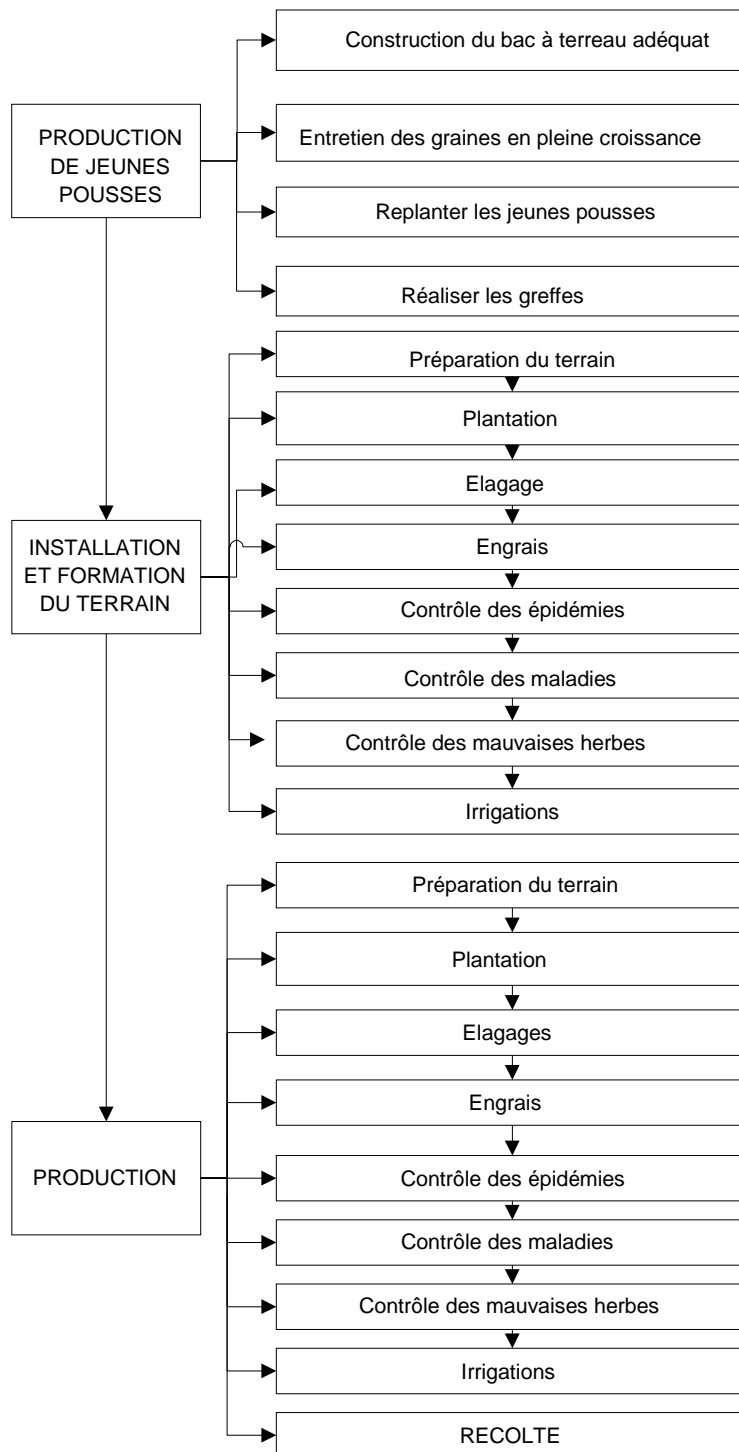 PRODUCTION
DE JEUNES
POUSSES
Construction du bac à terreau adéquat
Entretien des graines en pleine croissance
Replanter les jeunes pousses
Réaliser les greffes
INSTALLATION
ET FORMATION
DU TERRAIN
Préparation du terrain
Plantation
Elagage
Engrais
Contrôle des épidémies
Contrôle des maladies
Contrôle des mauvaises herbes
Irrigations
PRODUCTION
Préparation du terrain
Plantation
Elagages
Engrais
Contrôle des épidémies
Contrôle des maladies
Contrôle des mauvaises herbes
Irrigations
RECOLTE